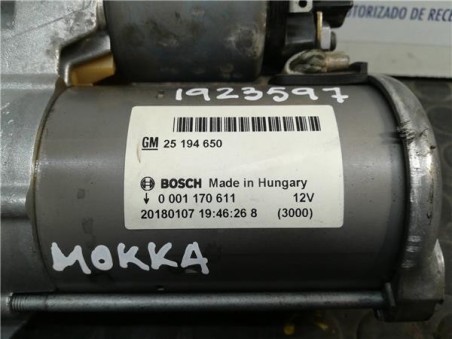 UTORIZADO DE RECE
1923597
GM 25 194 650
BOSCH Made in Hungary
0 001 170 611 12V
20180107 19:46:26 8 (3000)
MOKKA